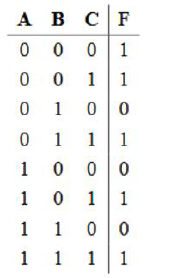 A B C F
0 0 0 1
0 0 1 1
0 1 0 0
0 1 1 1
1 0 0 0
1 0 1 1
1 1 0 0
1 1 1 1